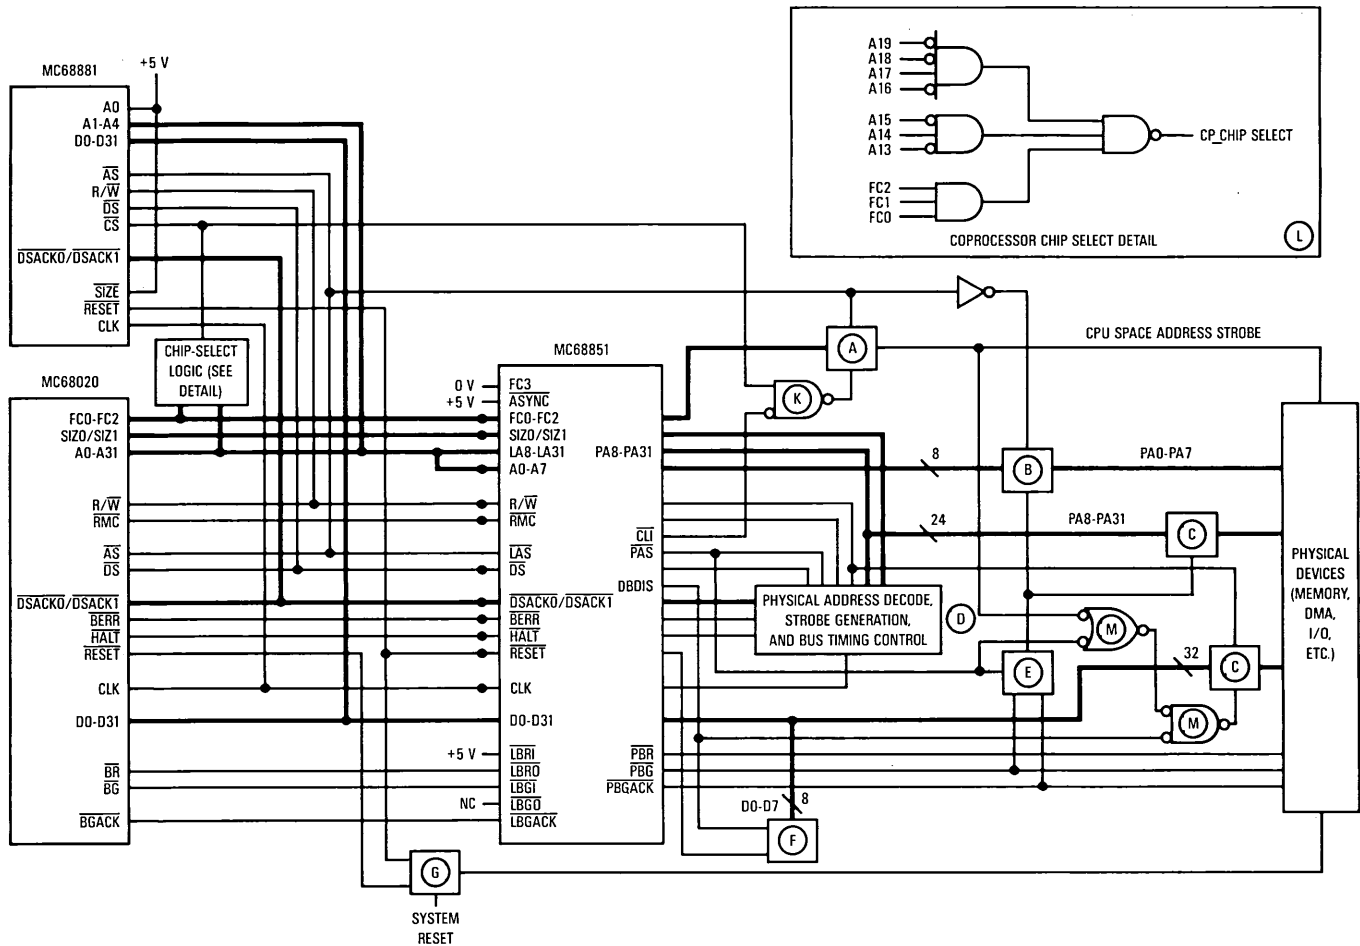 A19
A18
A17
A16
A15
A14
A13
FC2
FC1
FC0
CP_CHIP SELECT
COPROCESSOR CHIP SELECT DETAIL
L
MC68881
+5 V
A0
A1-A4
D0-D31
AS
R/W
DS
CS
DSACK0/DSACK1
SIZE
RESET
CLK
CHIP-SELECT
LOGIC (SEE
DETAIL)
MC68020
FC0-FC2
SIZ0/SIZ1
A0-A31
R/W
RMC
AS
DS
DSACK0/DSACK1
BERR
HALT
RESET
CLK
D0-D31
BR
BG
BGACK
MC68851
0 V
+5 V
FC3
ASYNC
FC0-FC2
SIZ0/SIZ1
LA8-LA31
A0-A7
R/W
RMC
LAS
DS
DSACK0/DSACK1
BERR
HALT
RESET
CLK
D0-D31
+5 V
LBRI
LBRO
LBGI
NC
LBGO
LBGACK
PA8-PA31
CLI
PAS
DBDIS
PBR
PBG
PBGACK
A
K
CPU SPACE ADDRESS STROBE
8
B
PA0-PA7
24
PA8-PA31
C
PHYSICAL ADDRESS DECODE,
STROBE GENERATION,
AND BUS TIMING CONTROL
D
M
E
32
C
M
D0-D7
8
F
G
SYSTEM
RESET
PHYSICAL
DEVICES
(MEMORY,
DMA,
I/O,
ETC.)